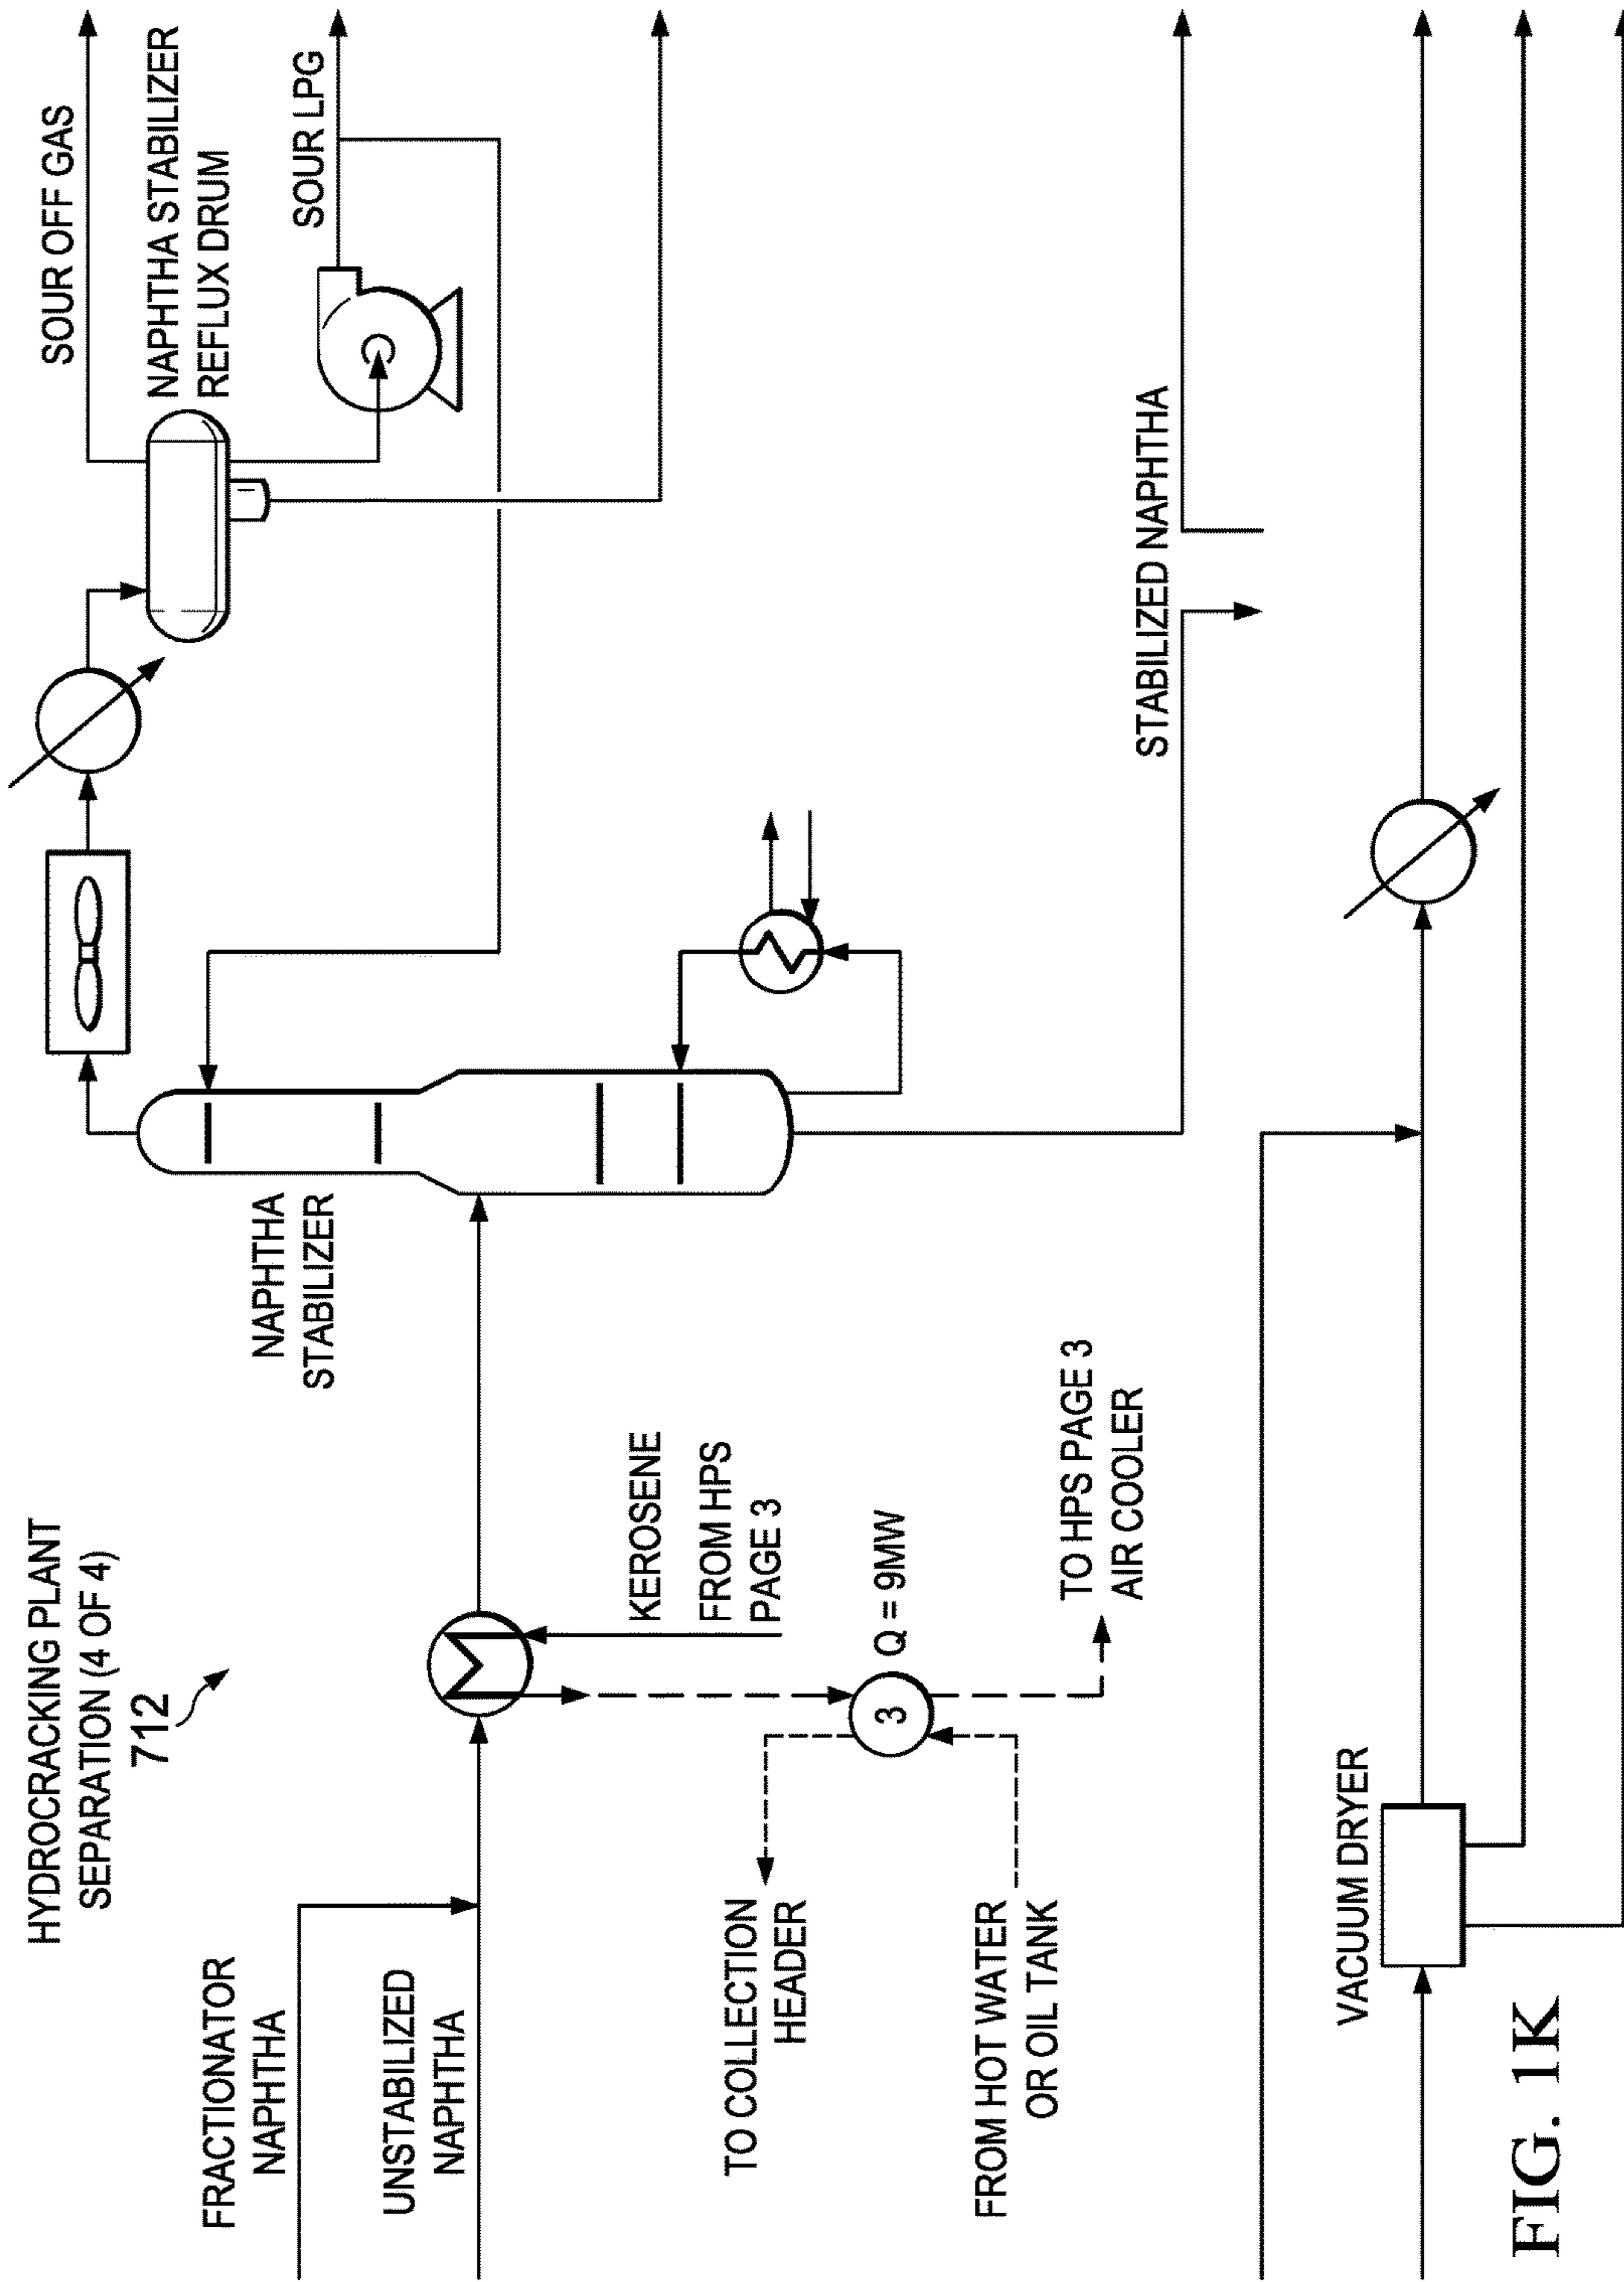 HYDROCRACKING PLANT
SEPARATION (4 OF 4)
712
FRACTIONATOR
NAPHTHA
UNSTABILIZED
NAPHTHA
KEROSENE
FROM HPS
PAGE 3
3
Q = 9MW
TO COLLECTION
HEADER
FROM HOT WATER
OR OIL TANK
TO HPS PAGE 3
AIR COOLER
NAPHTHA
STABILIZER
SOUR OFF GAS
NAPHTHA STABILIZER
REFLUX DRUM
SOUR LPG
STABILIZED NAPHTHA
VACUUM DRYER
FIG. 1K